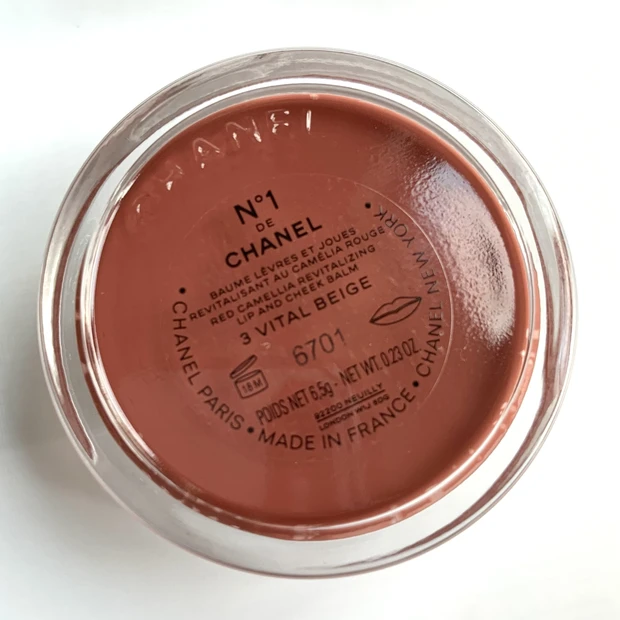 CHANEL
N°1
DE
CHANEL
BAUME LÈVRES ET JOUES
REVITALISANT AU CAMÉLIA ROUGE
RED CAMELLIA REVITALIZING
LIP AND CHEEK BALM
3 VITAL BEIGE
6701
18 M
POIDS NET 6,5g - NET WT. 0.23 OZ.
92200 NEUILLY
LONDON W1J 6DG
• CHANEL PARIS • MADE IN FRANCE • CHANEL NEW YORK •